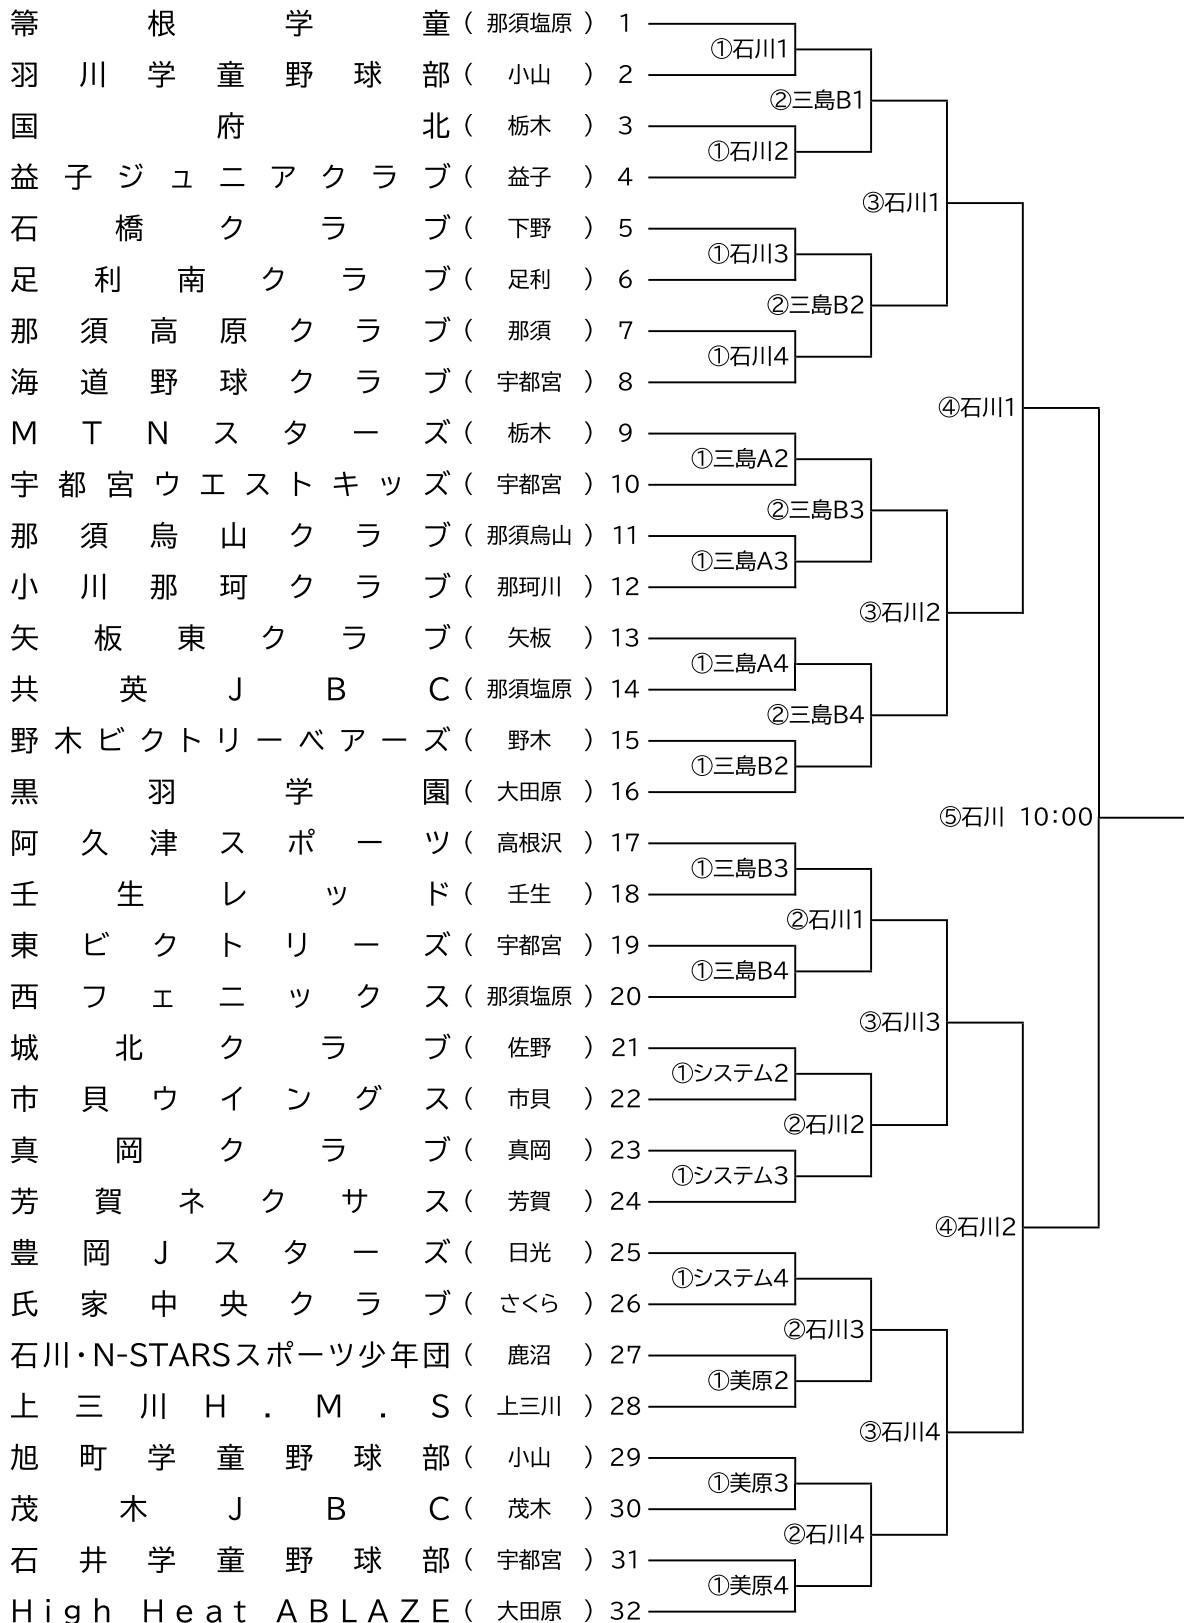 箒根学童(那須塩原)1
①石川1
羽川学童野球部(小山)2
②三島B1
国府北(栃木)3
①石川2
益子ジュニアクラブ(益子)4
③石川1
石橋クラブ(下野)5
①石川3
足利南クラブ(足利)6
②三島B2
那須高原クラブ(那須)7
①石川4
海道野球クラブ(宇都宮)8
④石川1
MTNスターズ(栃木)9
①三島A2
宇都宮ウエストキッズ(宇都宮)10
②三島B3
那須烏山クラブ(那須烏山)11
①三島A3
小川那珂クラブ(那珂川)12
③石川2
矢板東クラブ(矢板)13
①三島A4
共英JBC(那須塩原)14
②三島B4
野木ビクトリーベアーズ(野木)15
①三島B2
黒羽学園(大田原)16
⑤石川 10:00
阿久津スポーツ(高根沢)17
①三島B3
壬生レッド(壬生)18
②石川1
東ビクトリーズ(宇都宮)19
①三島B4
西フェニックス(那須塩原)20
③石川3
城北クラブ(佐野)21
①システム2
市貝ウイングス(市貝)22
②石川2
真岡クラブ(真岡)23
①システム3
芳賀ネクサス(芳賀)24
④石川2
豊岡Jスターズ(日光)25
①システム4
氏家中央クラブ(さくら)26
②石川3
石川・N-STARSスポーツ少年団(鹿沼)27
①美原2
上三川H.M.S(上三川)28
③石川4
旭町学童野球部(小山)29
①美原3
茂木JBC(茂木)30
②石川4
石井学童野球部(宇都宮)31
①美原4
High Heat ABLAZE(大田原)32